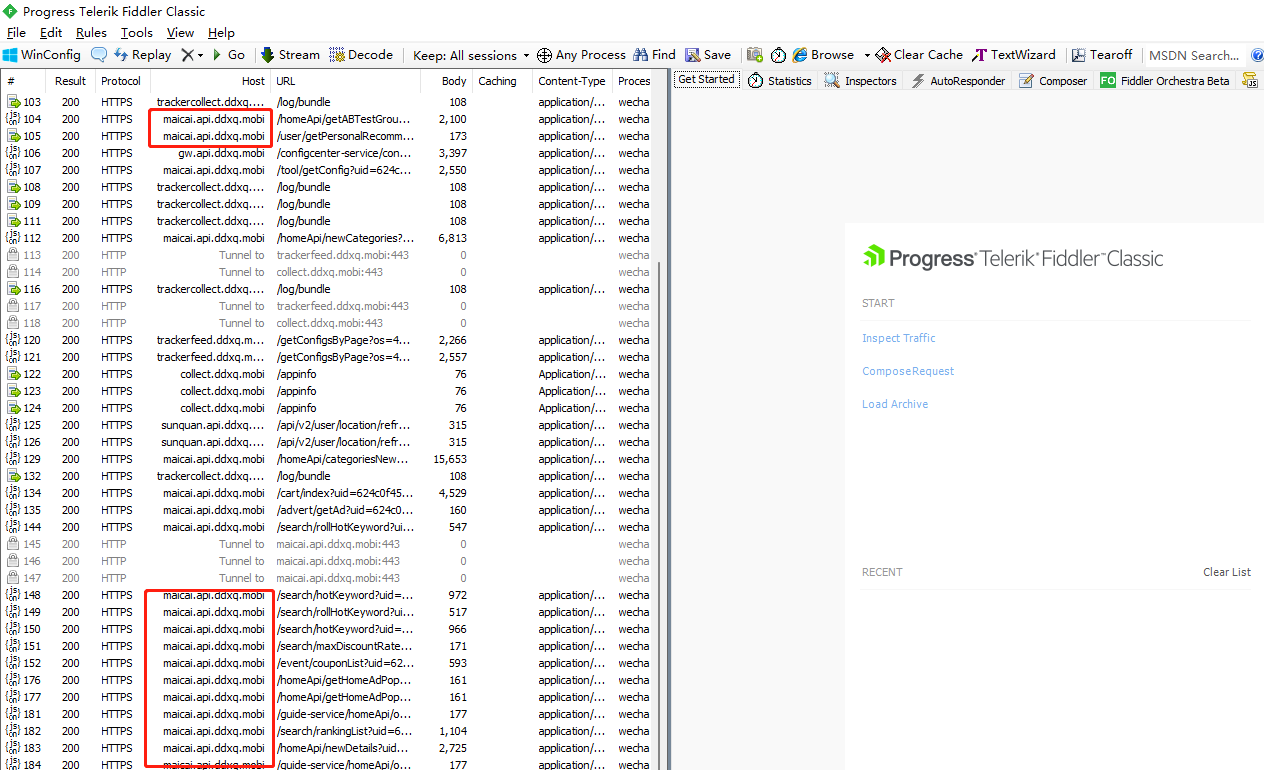 Progress Telerik Fiddler Classic
File Edit Rules Tools View Help
WinConfig Replay Go Stream Decode Keep: All sessions Any Process Find Save Browse Clear Cache TextWizard Tearoff MSDN Search...
# Result Protocol Host URL Body Caching Content-Type Proces
Get Started Statistics Inspectors AutoResponder Composer FO Fiddler Orchestra Beta
103 200 HTTPS trackercollect.ddxq.... /log/bundle 108 application/... wecha
104 200 HTTPS maicai.api.ddxq.mobi /homeApi/getABTestGrou... 2,100 application/... wecha
105 200 HTTPS maicai.api.ddxq.mobi /user/getPersonalRecomm... 173 application/... wecha
106 200 HTTPS gw.api.ddxq.mobi /configcenter-service/con... 3,397 application/... wecha
107 200 HTTPS maicai.api.ddxq.mobi /tool/getConfig?uid=624c... 2,550 application/... wecha
108 200 HTTPS trackercollect.ddxq.... /log/bundle 108 application/... wecha
109 200 HTTPS trackercollect.ddxq.... /log/bundle 108 application/... wecha
111 200 HTTPS trackercollect.ddxq.... /log/bundle 108 application/... wecha
112 200 HTTPS maicai.api.ddxq.mobi /homeApi/newCategories?... 6,813 application/... wecha
113 200 HTTP Tunnel to trackerfeed.ddxq.mobi:443 0 wecha
114 200 HTTP Tunnel to collect.ddxq.mobi:443 0 wecha
116 200 HTTPS trackercollect.ddxq.... /log/bundle 108 application/... wecha
117 200 HTTP Tunnel to trackerfeed.ddxq.mobi:443 0 wecha
118 200 HTTP Tunnel to collect.ddxq.mobi:443 0 wecha
120 200 HTTPS trackerfeed.ddxq.m... /getConfigsByPage?os=4... 2,266 application/... wecha
121 200 HTTPS trackerfeed.ddxq.m... /getConfigsByPage?os=4... 2,557 application/... wecha
122 200 HTTPS collect.ddxq.mobi /appinfo 76 Application/... wecha
123 200 HTTPS collect.ddxq.mobi /appinfo 76 Application/... wecha
124 200 HTTPS collect.ddxq.mobi /appinfo 76 Application/... wecha
125 200 HTTPS sunquan.api.ddxq.mobi /api/v2/user/location/refr... 315 application/... wecha
126 200 HTTPS sunquan.api.ddxq.mobi /api/v2/user/location/refr... 315 application/... wecha
129 200 HTTPS maicai.api.ddxq.mobi /homeApi/categoriesNew... 15,653 application/... wecha
132 200 HTTPS trackercollect.ddxq.... /log/bundle 108 application/... wecha
134 200 HTTPS maicai.api.ddxq.mobi /cart/index?uid=624c0f45... 4,529 application/... wecha
135 200 HTTPS maicai.api.ddxq.mobi /advert/getAd?uid=624c0... 160 application/... wecha
144 200 HTTPS maicai.api.ddxq.mobi /search/rollHotKeyword?ui... 547 application/... wecha
145 200 HTTP Tunnel to maicai.api.ddxq.mobi:443 0 wecha
146 200 HTTP Tunnel to maicai.api.ddxq.mobi:443 0 wecha
147 200 HTTP Tunnel to maicai.api.ddxq.mobi:443 0 wecha
148 200 HTTPS maicai.api.ddxq.mobi /search/hotKeyword?uid=... 972 application/... wecha
149 200 HTTPS maicai.api.ddxq.mobi /search/rollHotKeyword?ui... 517 application/... wecha
150 200 HTTPS maicai.api.ddxq.mobi /search/hotKeyword?uid=... 966 application/... wecha
151 200 HTTPS maicai.api.ddxq.mobi /search/maxDiscountRate... 171 application/... wecha
152 200 HTTPS maicai.api.ddxq.mobi /event/couponList?uid=62... 593 application/... wecha
176 200 HTTPS maicai.api.ddxq.mobi /homeApi/getHomeAdPop... 161 application/... wecha
177 200 HTTPS maicai.api.ddxq.mobi /homeApi/getHomeAdPop... 161 application/... wecha
181 200 HTTPS maicai.api.ddxq.mobi /guide-service/homeApi/o... 177 application/... wecha
182 200 HTTPS maicai.api.ddxq.mobi /search/rankingList?uid=6... 1,104 application/... wecha
183 200 HTTPS maicai.api.ddxq.mobi /homeApi/newDetails?uid... 2,725 application/... wecha
184 200 HTTPS maicai.api.ddxq.mobi /guide-service/homeApi/o... 177 application/... wecha
Progress Telerik Fiddler Classic
START
Inspect Traffic
Compose Request
Load Archive
RECENT Clear List